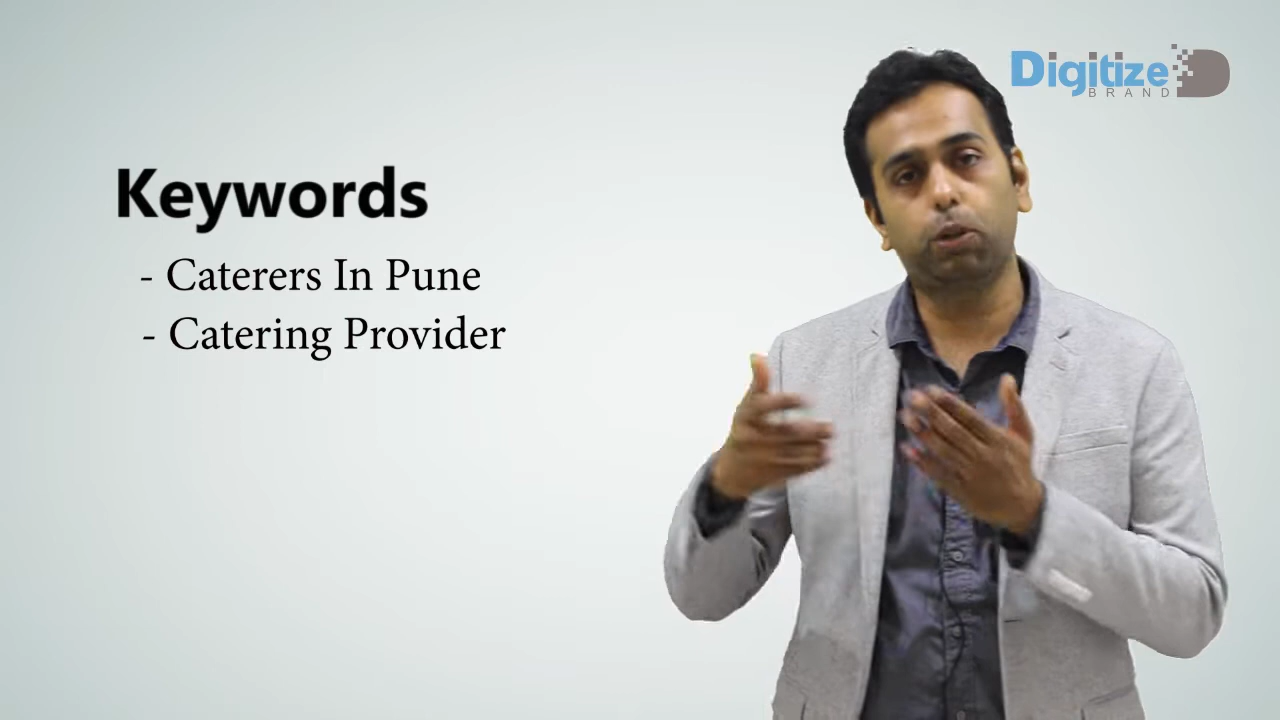 Digitize
BRAND
Keywords
- Caterers In Pune
- Catering Provider